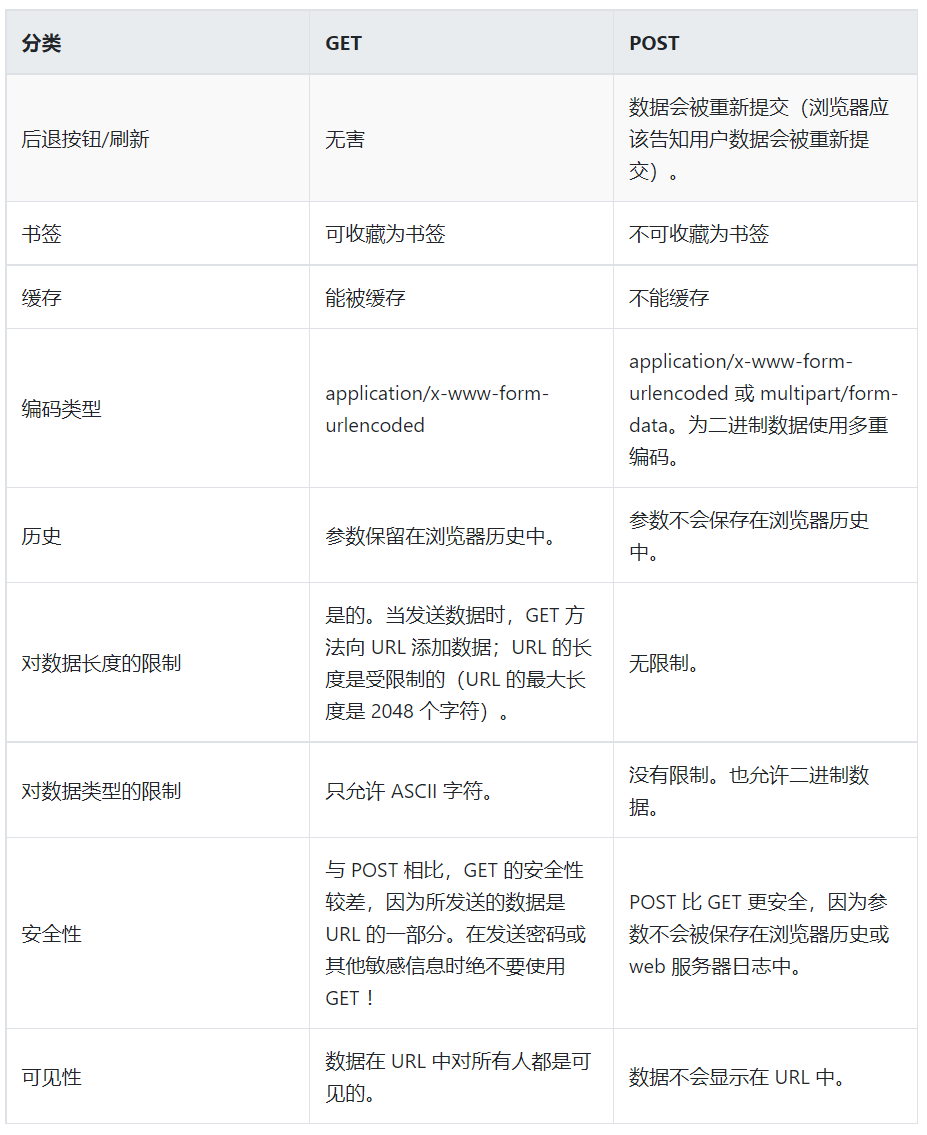 分类
GET
POST
后退按钮/刷新
无害
数据会被重新提交（浏览器应
该告知用户数据会被重新提
交）。
书签
可收藏为书签
不可收藏为书签
缓存
能被缓存
不能缓存
编码类型
application/x-www-form-
urlencoded
application/x-www-form-
urlencoded 或 multipart/form-
data。为二进制数据使用多重
编码。
历史
参数保留在浏览器历史中。
参数不会保存在浏览器历史
中。
对数据长度的限制
是的。当发送数据时，GET 方
法向 URL 添加数据；URL 的长
度是受限制的（URL 的最大长
度是 2048 个字符）。
无限制。
对数据类型的限制
只允许 ASCII 字符。
没有限制。也允许二进制数
据。
安全性
与 POST 相比，GET 的安全性
较差，因为所发送的数据是
URL 的一部分。在发送密码或
其他敏感信息时绝不要使用
GET ！
POST 比 GET 更安全，因为参
数不会被保存在浏览器历史或
web 服务器日志中。
可见性
数据在 URL 中对所有人都是可
见的。
数据不会显示在 URL 中。